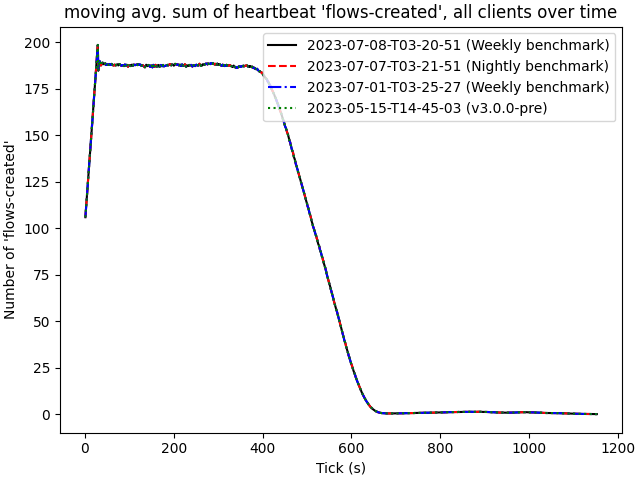 moving avg. sum of heartbeat 'flows-created', all clients over time
2023-07-08-T03-20-51 (Weekly benchmark)
2023-07-07-T03-21-51 (Nightly benchmark)
2023-07-01-T03-25-27 (Weekly benchmark)
2023-05-15-T14-45-03 (v3.0.0-pre)
Number of 'flows-created'
200
175
150
125
100
75
50
25
0
0 200 400 600 800 1000 1200
Tick (s)